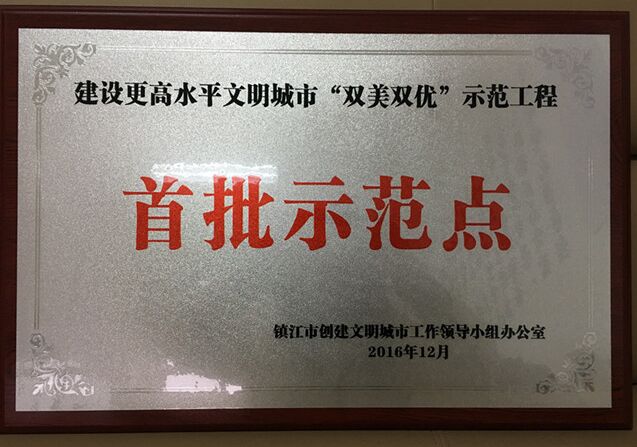 建设更高水平文明城市“双美双优”示范工程
首批示范点
镇江市创建文明城市工作领导小组办公室
2016年12月